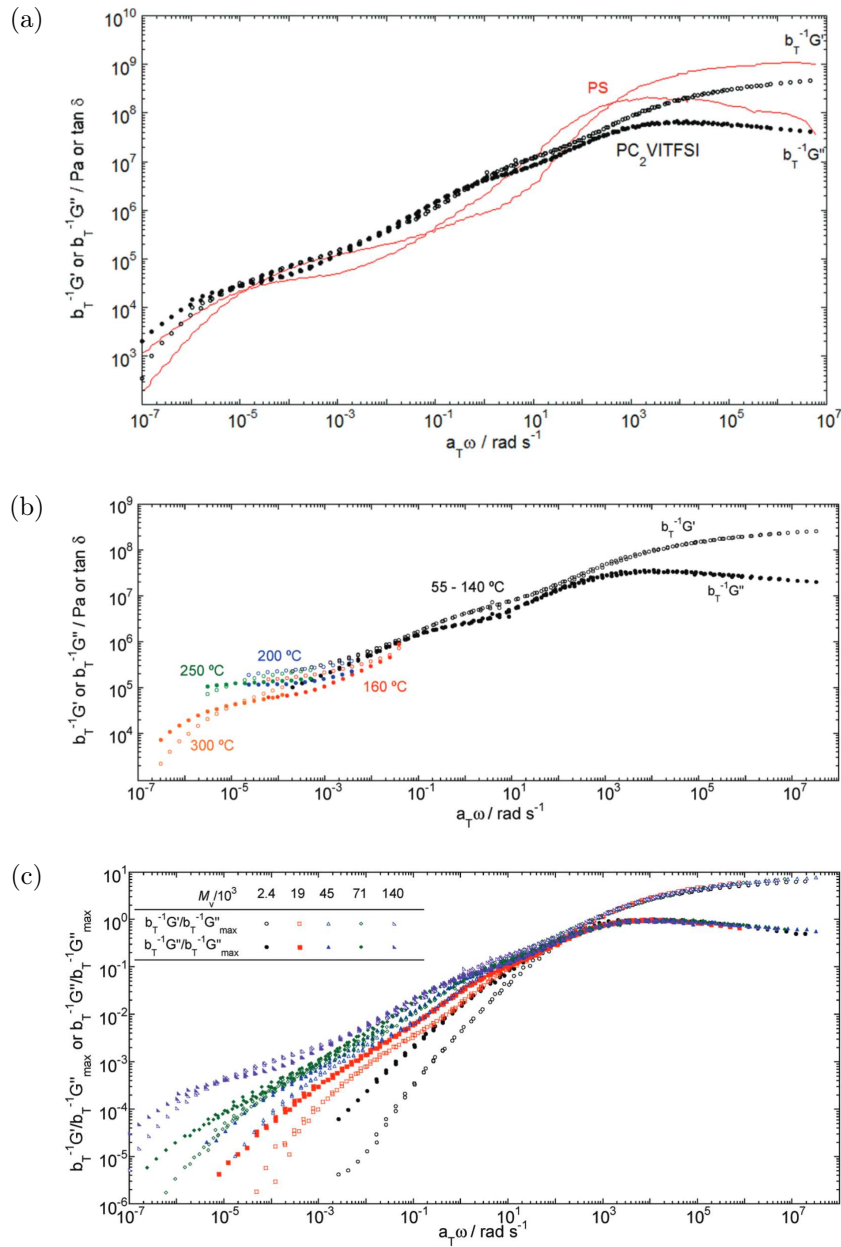 (a)
b_T^-1G' or b_T^-1G'' / Pa or tan δ
10^10
10^9
10^8
10^7
10^6
10^5
10^4
10^3
PS
b_T^-1G'
PC_2VITFSI
b_T^-1G''
10^-7 10^-5 10^-3 10^-1 10^1 10^3 10^5 10^7
a_Tω / rad s^-1
(b)
b_T^-1G' or b_T^-1G'' / Pa or tan δ
10^9
10^8
10^7
10^6
10^5
10^4
b_T^-1G'
55 - 140 ºC
b_T^-1G''
250 ºC
200 ºC
160 ºC
300 ºC
10^-7 10^-5 10^-3 10^-1 10^1 10^3 10^5 10^7
a_Tω / rad s^-1
(c)
b_T^-1G'/b_T^-1G''_max or b_T^-1G''/b_T^-1G''_max
10^1
10^0
10^-1
10^-2
10^-3
10^-4
10^-5
10^-6
M_v/10^3 2.4 19 45 71 140
b_T^-1G'/b_T^-1G''_max
b_T^-1G''/b_T^-1G''_max
10^-7 10^-5 10^-3 10^-1 10^1 10^3 10^5 10^7
a_Tω / rad s^-1